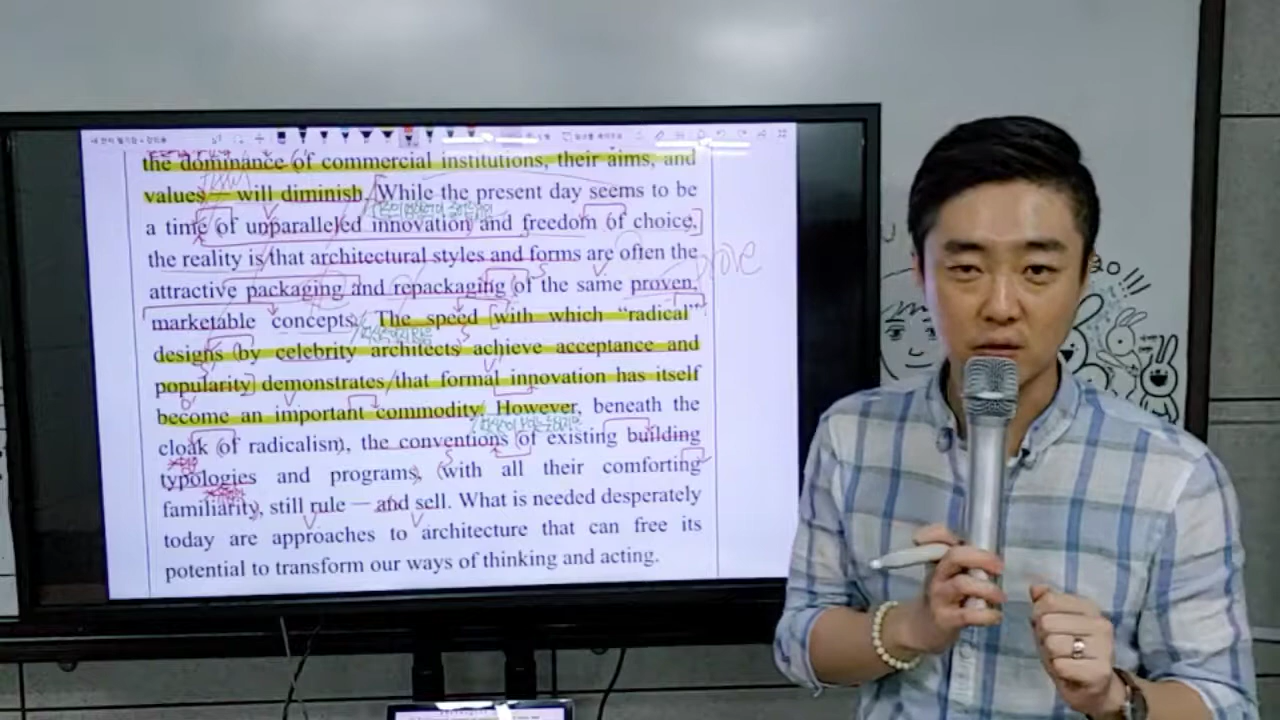 the dominance of commercial institutions, their aims, and
values — will diminish. While the present day seems to be
a time of unparalleled innovation and freedom of choice,
the reality is that architectural styles and forms are often the
attractive packaging and repackaging of the same proven,
marketable concepts. The speed with which “radical”
designs by celebrity architects achieve acceptance and
popularity demonstrates that formal innovation has itself
become an important commodity. However, beneath the
cloak of radicalism, the conventions of existing building
typologies and programs, with all their comforting
familiarity, still rule — and sell. What is needed desperately
today are approaches to architecture that can free its
potential to transform our ways of thinking and acting.